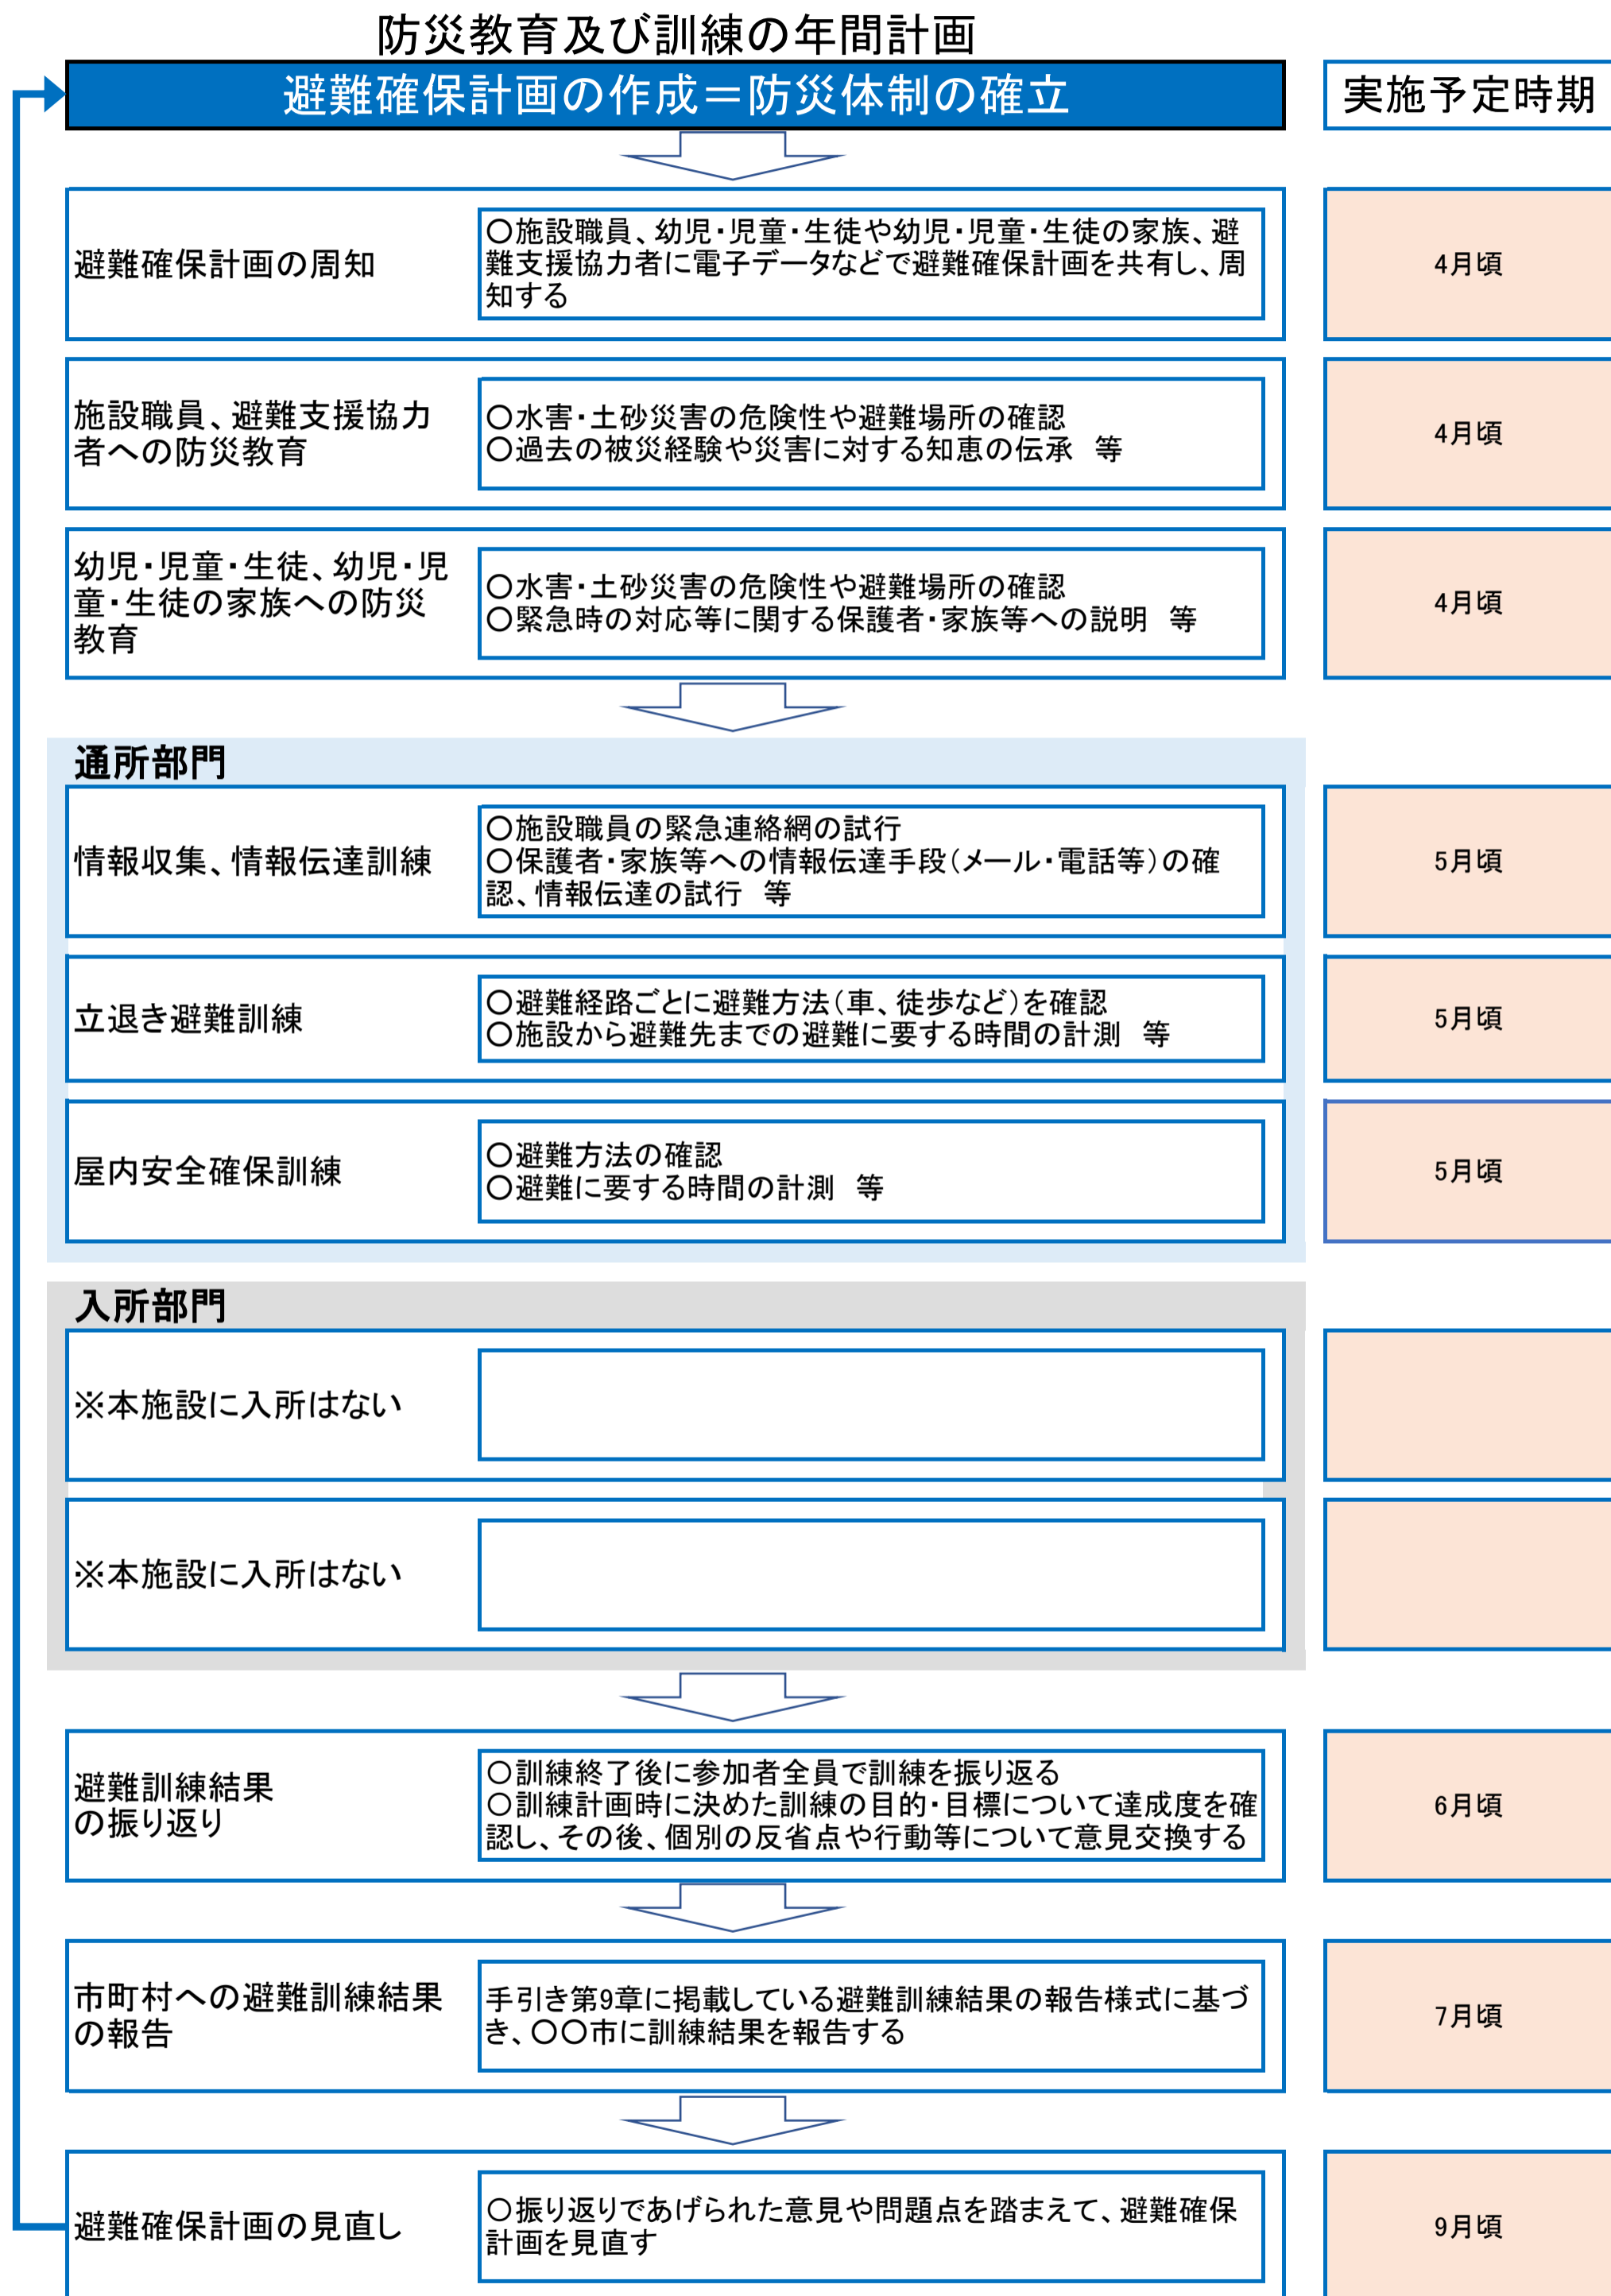 防災教育及び訓練の年間計画
避難確保計画の作成＝防災体制の確立
実施予定時期
避難確保計画の周知
〇施設職員、幼児・児童・生徒や幼児・児童・生徒の家族、避
難支援協力者に電子データなどで避難確保計画を共有し、周
知する
4月頃
施設職員、避難支援協力
者への防災教育
〇水害・土砂災害の危険性や避難場所の確認
〇過去の被災経験や災害に対する知恵の伝承　等
4月頃
幼児・児童・生徒、幼児・児
童・生徒の家族への防災
教育
〇水害・土砂災害の危険性や避難場所の確認
〇緊急時の対応等に関する保護者・家族等への説明　等
4月頃
通所部門
情報収集、情報伝達訓練
〇施設職員の緊急連絡網の試行
〇保護者・家族等への情報伝達手段（メール・電話等）の確
認、情報伝達の試行　等
5月頃
立退き避難訓練
〇避難経路ごとに避難方法（車、徒歩など）を確認
〇施設から避難先までの避難に要する時間の計測　等
5月頃
屋内安全確保訓練
〇避難方法の確認
〇避難に要する時間の計測　等
5月頃
入所部門
※本施設に入所はない
※本施設に入所はない
避難訓練結果
の振り返り
〇訓練終了後に参加者全員で訓練を振り返る
〇訓練計画時に決めた訓練の目的・目標について達成度を確
認し、その後、個別の反省点や行動等について意見交換する
6月頃
市町村への避難訓練結果
の報告
手引き第9章に掲載している避難訓練結果の報告様式に基づ
き、〇〇市に訓練結果を報告する
7月頃
避難確保計画の見直し
〇振り返りであげられた意見や問題点を踏まえて、避難確保
計画を見直す
9月頃